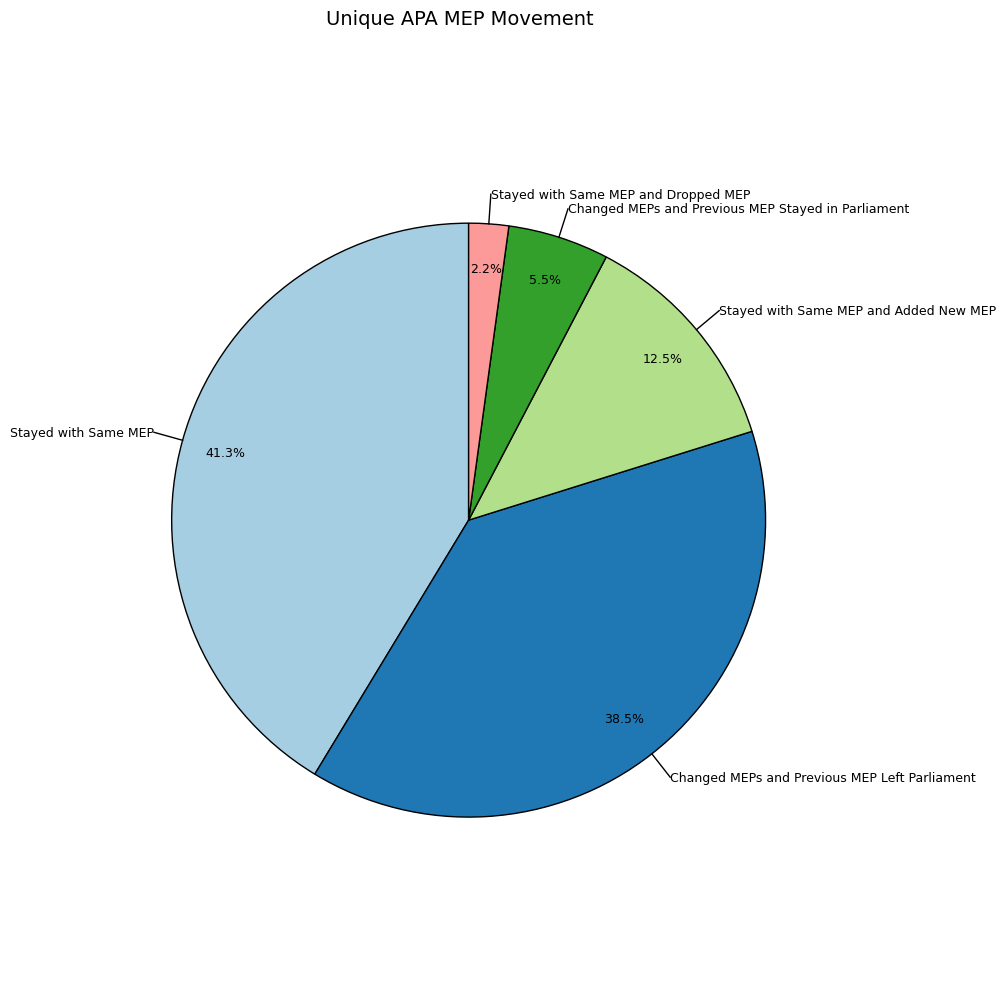 Unique APA MEP Movement
Stayed with Same MEP and Dropped MEP
Changed MEPs and Previous MEP Stayed in Parliament
2.2%
5.5%
Stayed with Same MEP and Added New MEP
12.5%
Stayed with Same MEP
41.3%
38.5%
Changed MEPs and Previous MEP Left Parliament